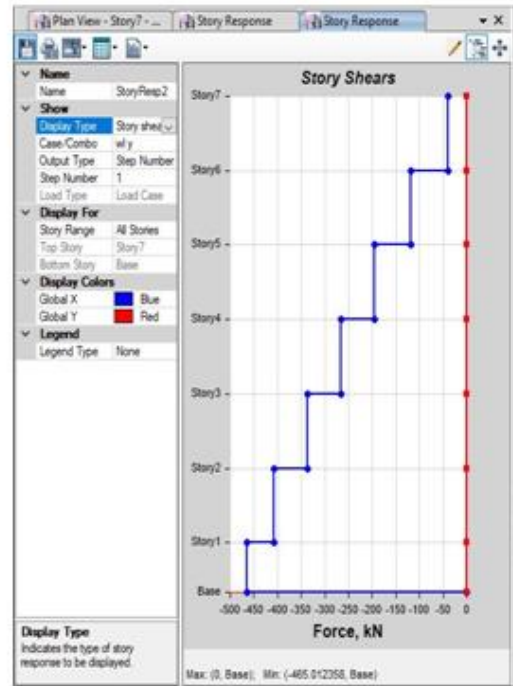 Plan View - Story7 - ...
Story Response
Story Response
Name
Name StoryResp2
Show
Display Type Story shea
Case/Combo wl y
Output Type Step Number
Step Number 1
Load Type Load Case
Display For
Story Range All Stories
Top Story Story7
Bottom Story Base
Display Colors
Global X Blue
Global Y Red
Legend
Legend Type None
Display Type
Indicates the type of story
response to be displayed.
Story Shears
Story7
Story6
Story5
Story4
Story3
Story2
Story1
Base
-500 -450 -400 -350 -300 -250 -200 -150 -100 -50 0
Force, kN
Max: (0, Base); Min: (-465.012358, Base)